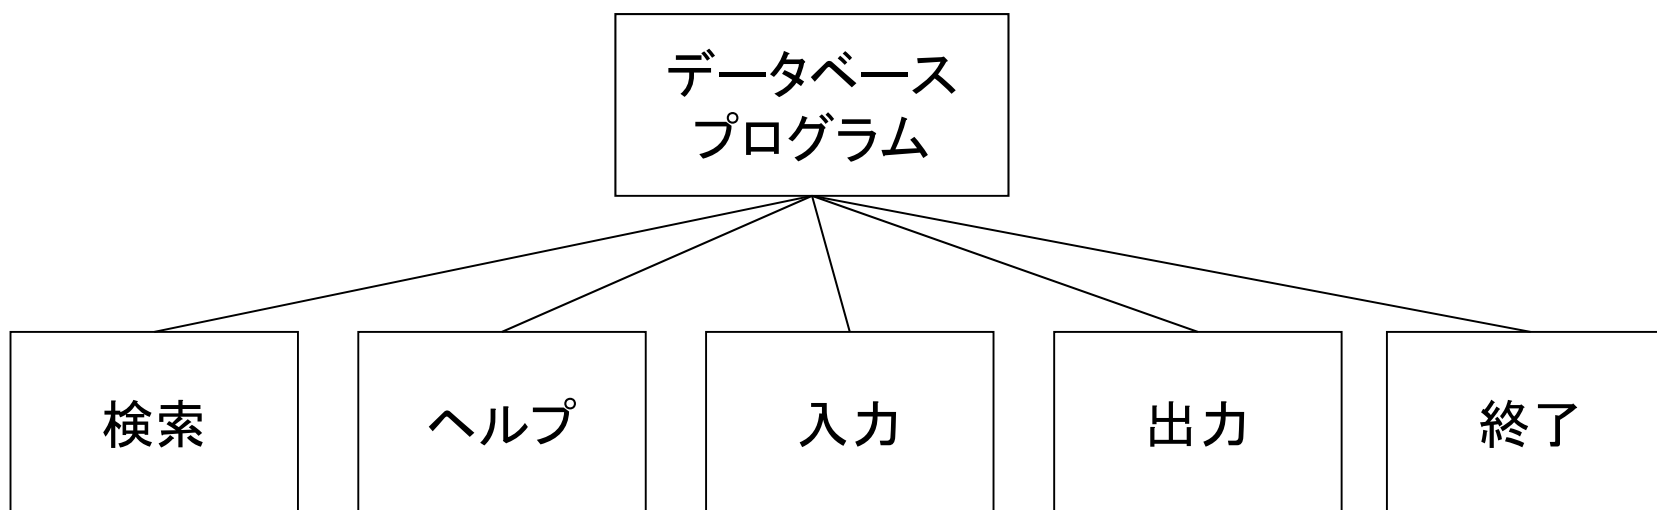 データベース
プログラム
検索
ヘルプ
入力
出力
終了